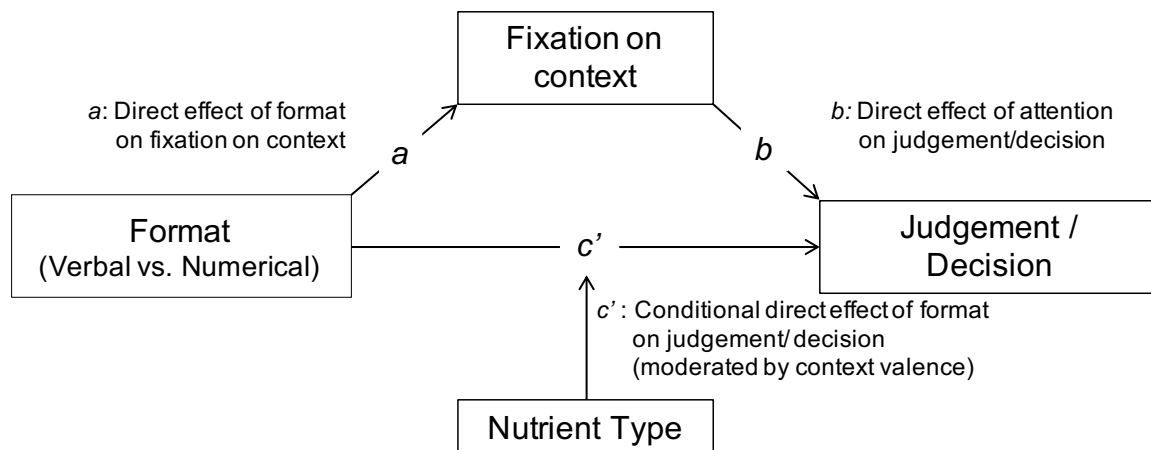 Fixation on
context
a: Direct effect of format
on fixation on context
b: Direct effect of attention
on judgement/decision
a
b
Format
(Verbal vs. Numerical)
c’
Judgement /
Decision
c’ : Conditional direct effect of format
on judgement/ decision
(moderated by context valence)
Nutrient Type